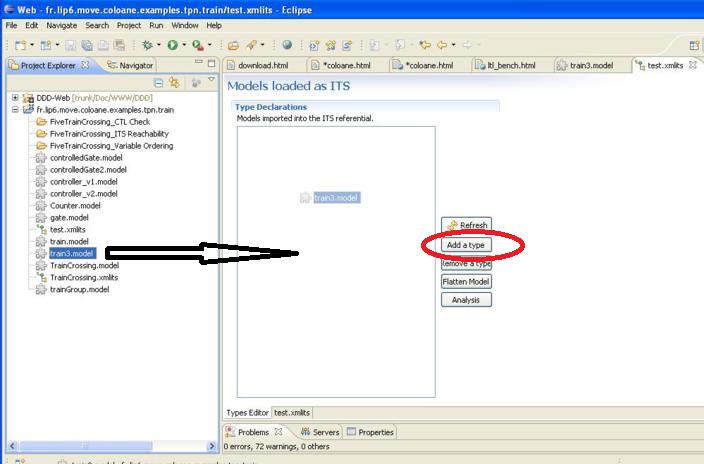 Web - fr.lip6.move.coloane.examples.tpn.train/test.xmlits - Eclipse
File Edit Navigate Search Project Run Window Help
Project Explorer Navigator
download.html *coloane.html *coloane.html ltl_bench.html train3.model test.xmlits
DDD-Web [trunk/Doc/WWW/DDD]
fr.lip6.move.coloane.examples.tpn.train
FiveTrainCrossing_CTL Check
FiveTrainCrossing_ITS Reachability
FiveTrainCrossing_Variable Ordering
controlledGate.model
controlledGate2.model
controller_v1.model
controller_v2.model
Counter.model
gate.model
test.xmlits
train.model
train3.model
TrainCrossing.model
TrainCrossing.xmlits
trainGroup.model
Models loaded as ITS
Type Declarations
Models imported into the ITS referential.
train3.model
Refresh
Add a type
Remove a type
Flatten Model
Analysis
Types Editor test.xmlits
Problems Servers Properties
0 errors, 72 warnings, 0 others